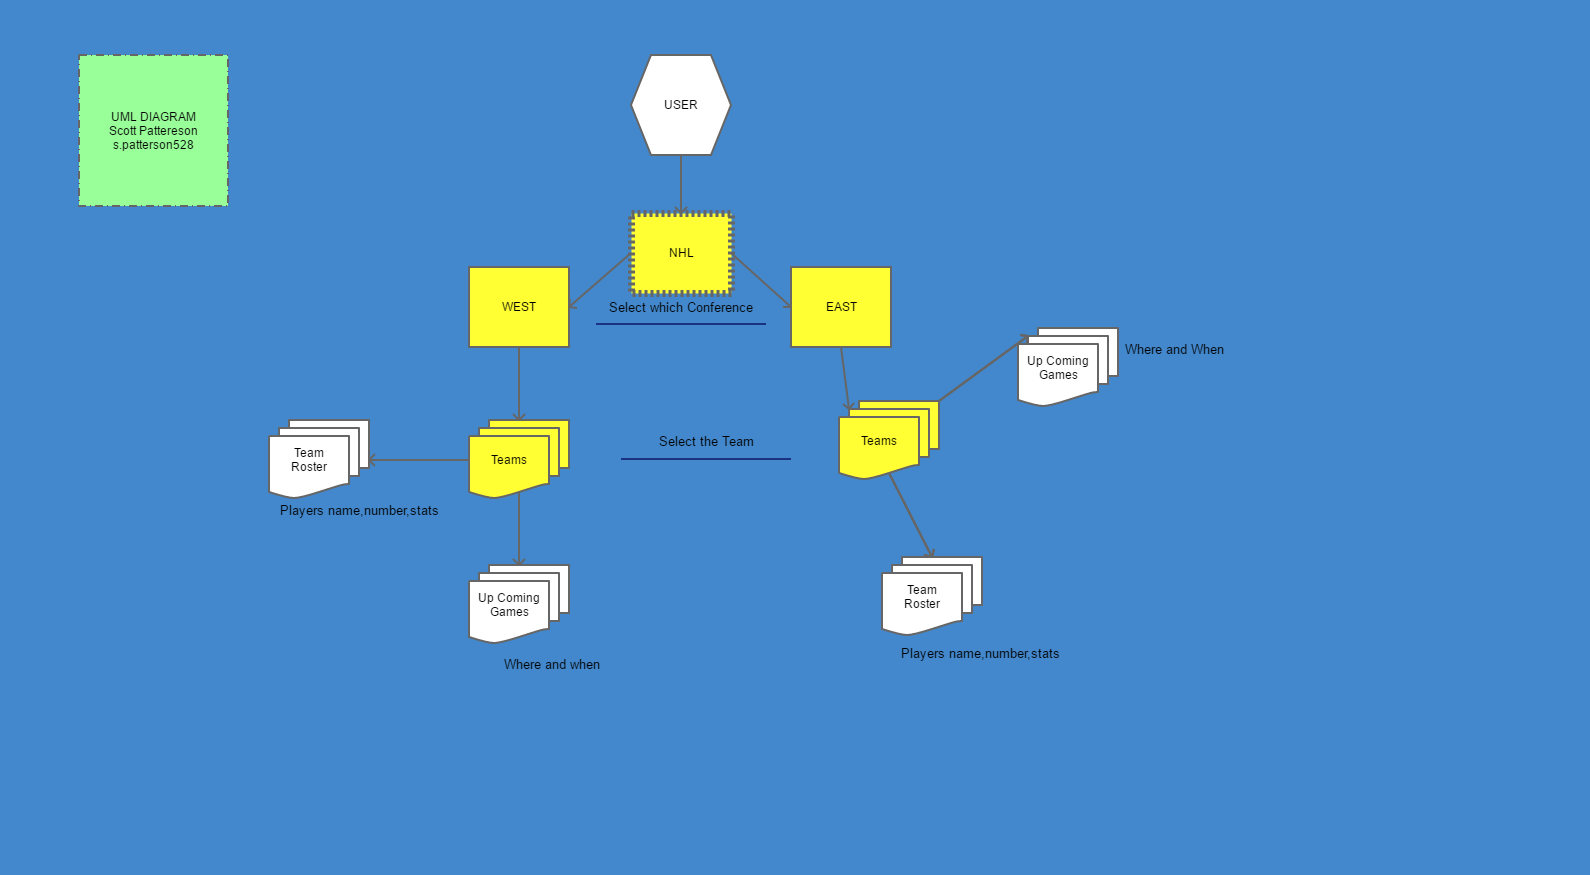 UML DIAGRAM
Scott Pattereson
s.patterson528
USER
NHL
WEST
Select which Conference
EAST
Up Coming
Games
Where and When
Team
Roster
Teams
Select the Team
Teams
Players name,number,stats
Up Coming
Games
Where and when
Team
Roster
Players name,number,stats